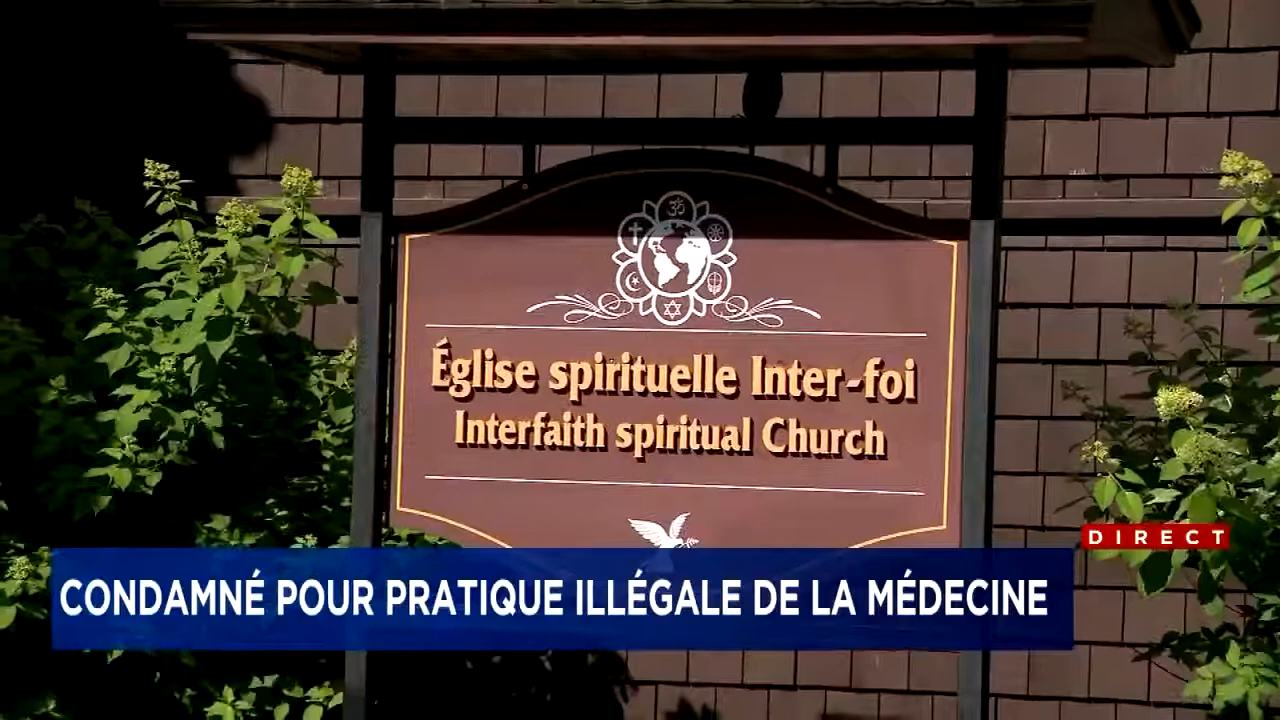 Église spirituelle Inter-foi
Interfaith spiritual Church
DIRECT
CONDAMNÉ POUR PRATIQUE ILLÉGALE DE LA MÉDECINE